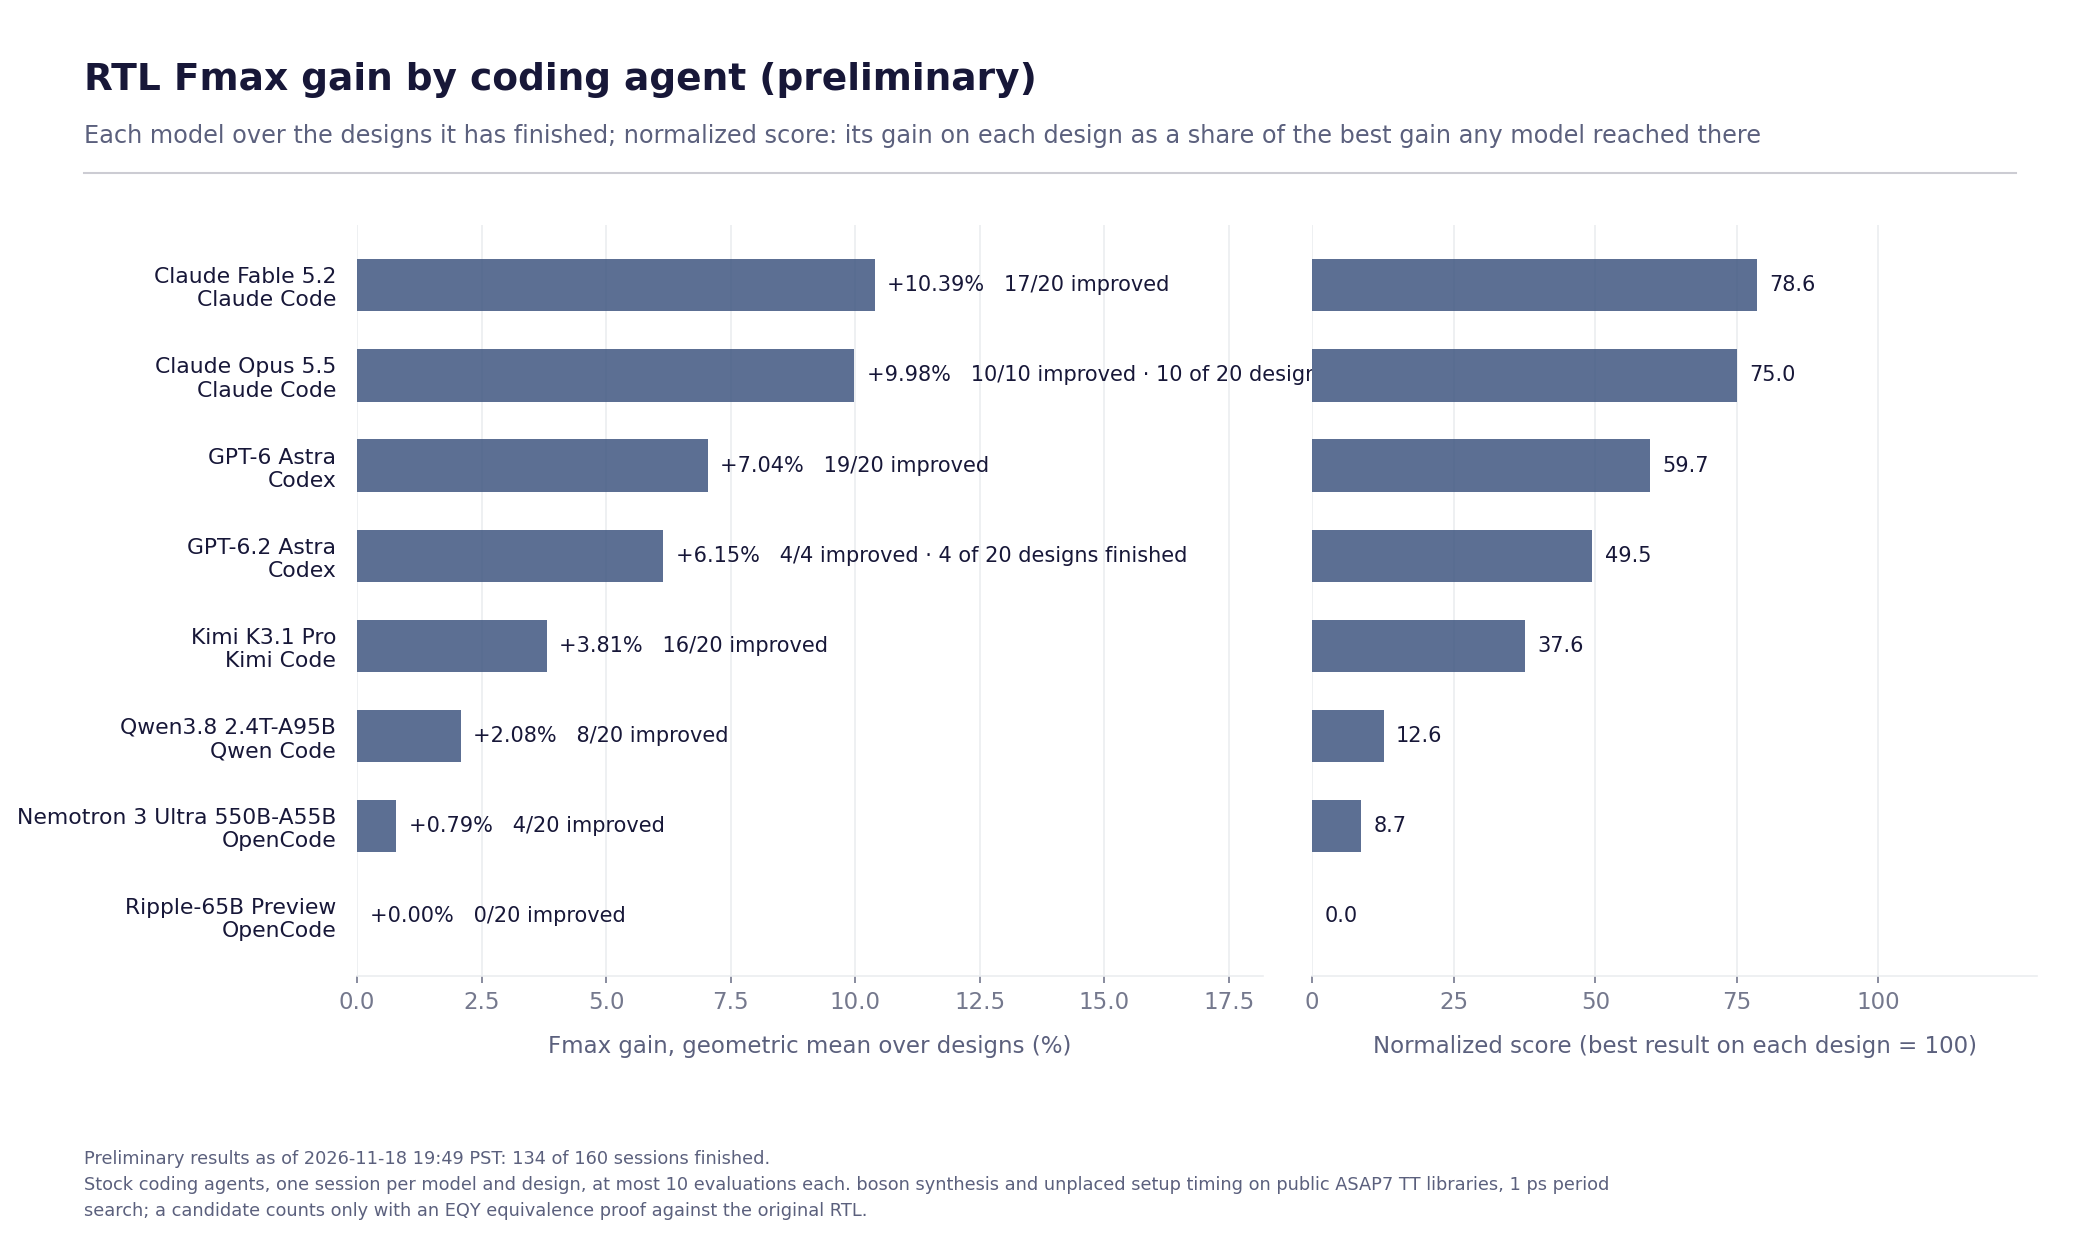 RTL Fmax gain by coding agent (preliminary)
Each model over the designs it has finished; normalized score: its gain on each design as a share of the best gain any model reached there
Claude Fable 5.2
Claude Code
+10.39% 17/20 improved
78.6
Claude Opus 5.5
Claude Code
+9.98% 10/10 improved · 10 of 20 design
75.0
GPT-6 Astra
Codex
+7.04% 19/20 improved
59.7
GPT-6.2 Astra
Codex
+6.15% 4/4 improved · 4 of 20 designs finished
49.5
Kimi K3.1 Pro
Kimi Code
+3.81% 16/20 improved
37.6
Qwen3.8 2.4T-A95B
Qwen Code
+2.08% 8/20 improved
12.6
Nemotron 3 Ultra 550B-A55B
OpenCode
+0.79% 4/20 improved
8.7
Ripple-65B Preview
OpenCode
+0.00% 0/20 improved
0.0
0.0 2.5 5.0 7.5 10.0 12.5 15.0 17.5
0 25 50 75 100
Fmax gain, geometric mean over designs (%)
Normalized score (best result on each design = 100)
Preliminary results as of 2026-11-18 19:49 PST: 134 of 160 sessions finished.
Stock coding agents, one session per model and design, at most 10 evaluations each. boson synthesis and unplaced setup timing on public ASAP7 TT libraries, 1 ps period
search; a candidate counts only with an EQY equivalence proof against the original RTL.